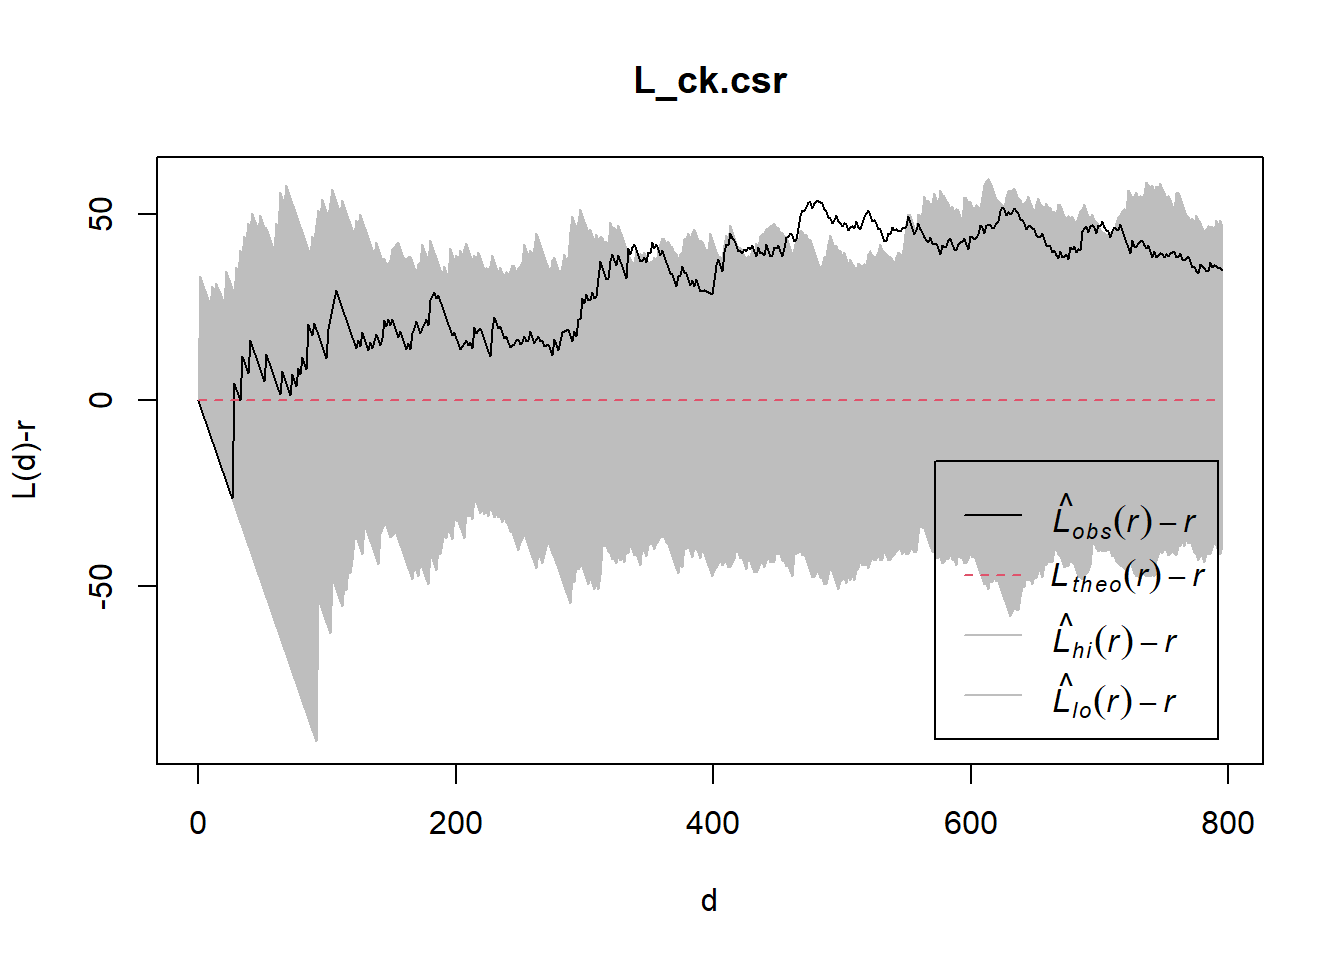 L_ck.csr
L(d)-r
50
0
-50
0 200 400 600 800
d
L̂obs(r) − r
Ltheo(r) − r
L̂hi(r) − r
L̂lo(r) − r